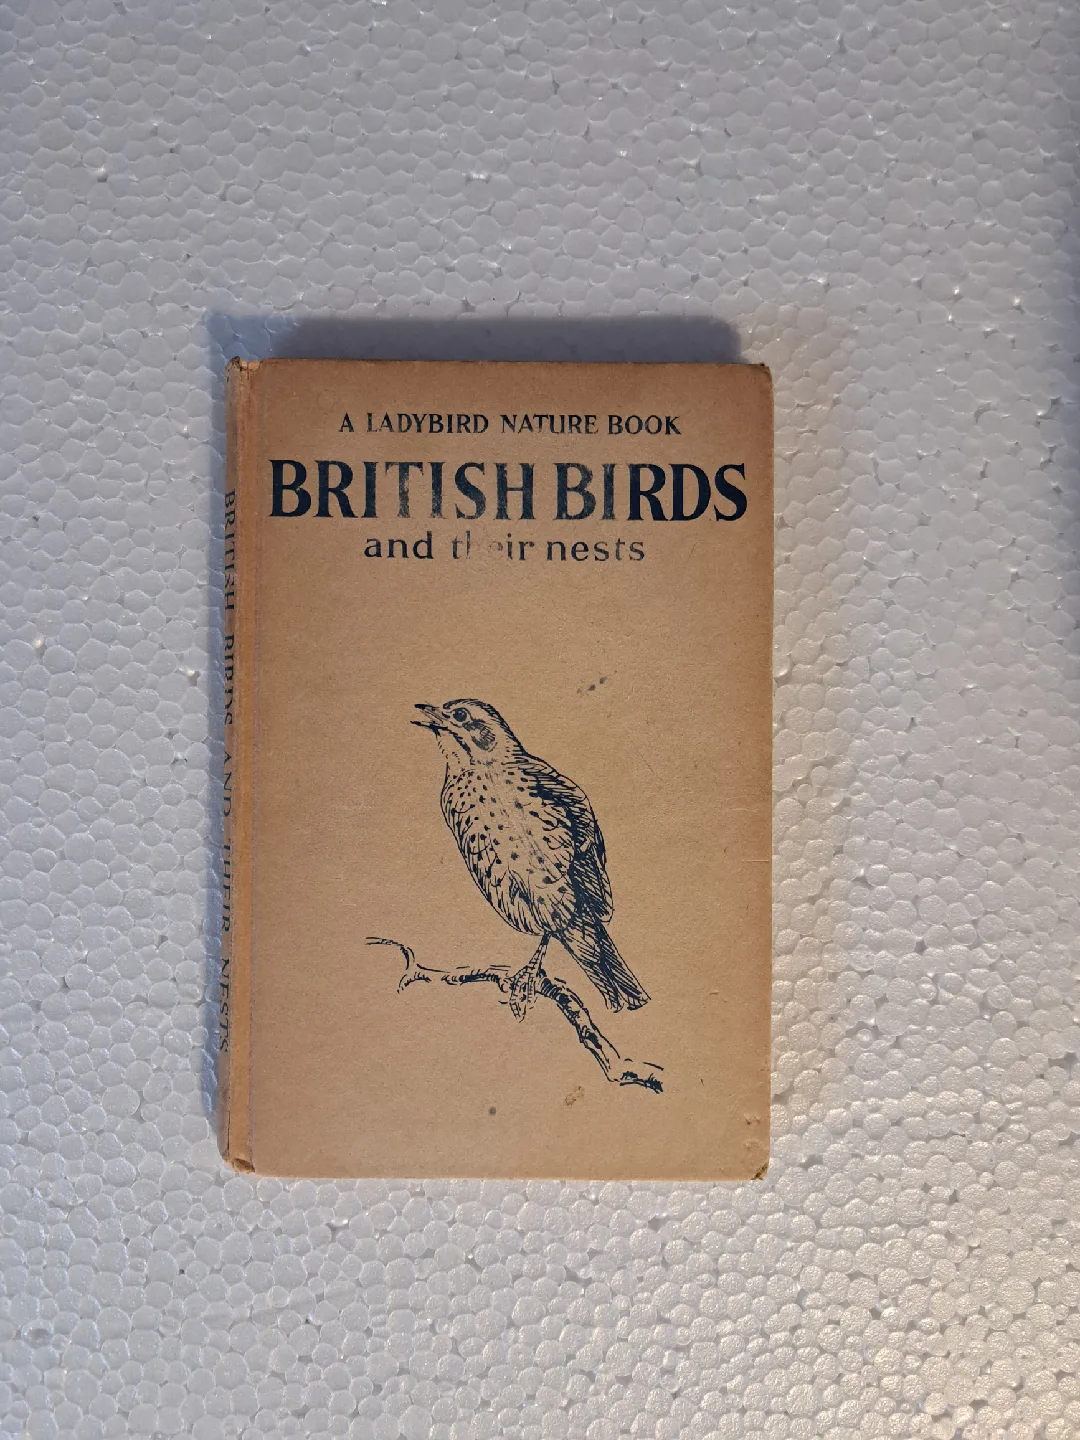 A LADYBIRD NATURE BOOK
BRITISH BIRDS
and their nests
BRITISH BIRDS AND THEIR NESTS